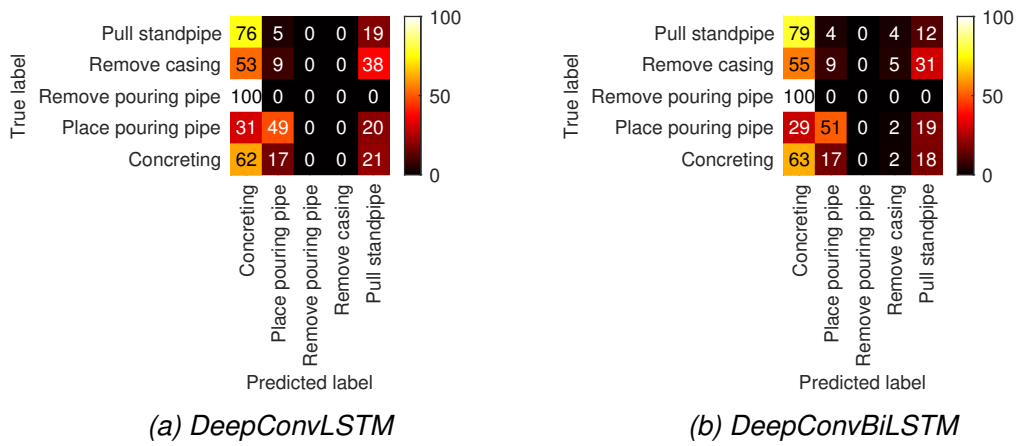 True label
Pull standpipe 76 5 0 0 19
Remove casing 53 9 0 0 38
Remove pouring pipe 100 0 0 0 0
Place pouring pipe 31 49 0 0 20
Concreting 62 17 0 0 21
Concreting
Place pouring pipe
Remove pouring pipe
Remove casing
Pull standpipe
Predicted label
100
50
0
(a) DeepConvLSTM
True label
Pull standpipe 79 4 0 4 12
Remove casing 55 9 0 5 31
Remove pouring pipe 100 0 0 0 0
Place pouring pipe 29 51 0 2 19
Concreting 63 17 0 2 18
Concreting
Place pouring pipe
Remove pouring pipe
Remove casing
Pull standpipe
Predicted label
100
50
0
(b) DeepConvBiLSTM